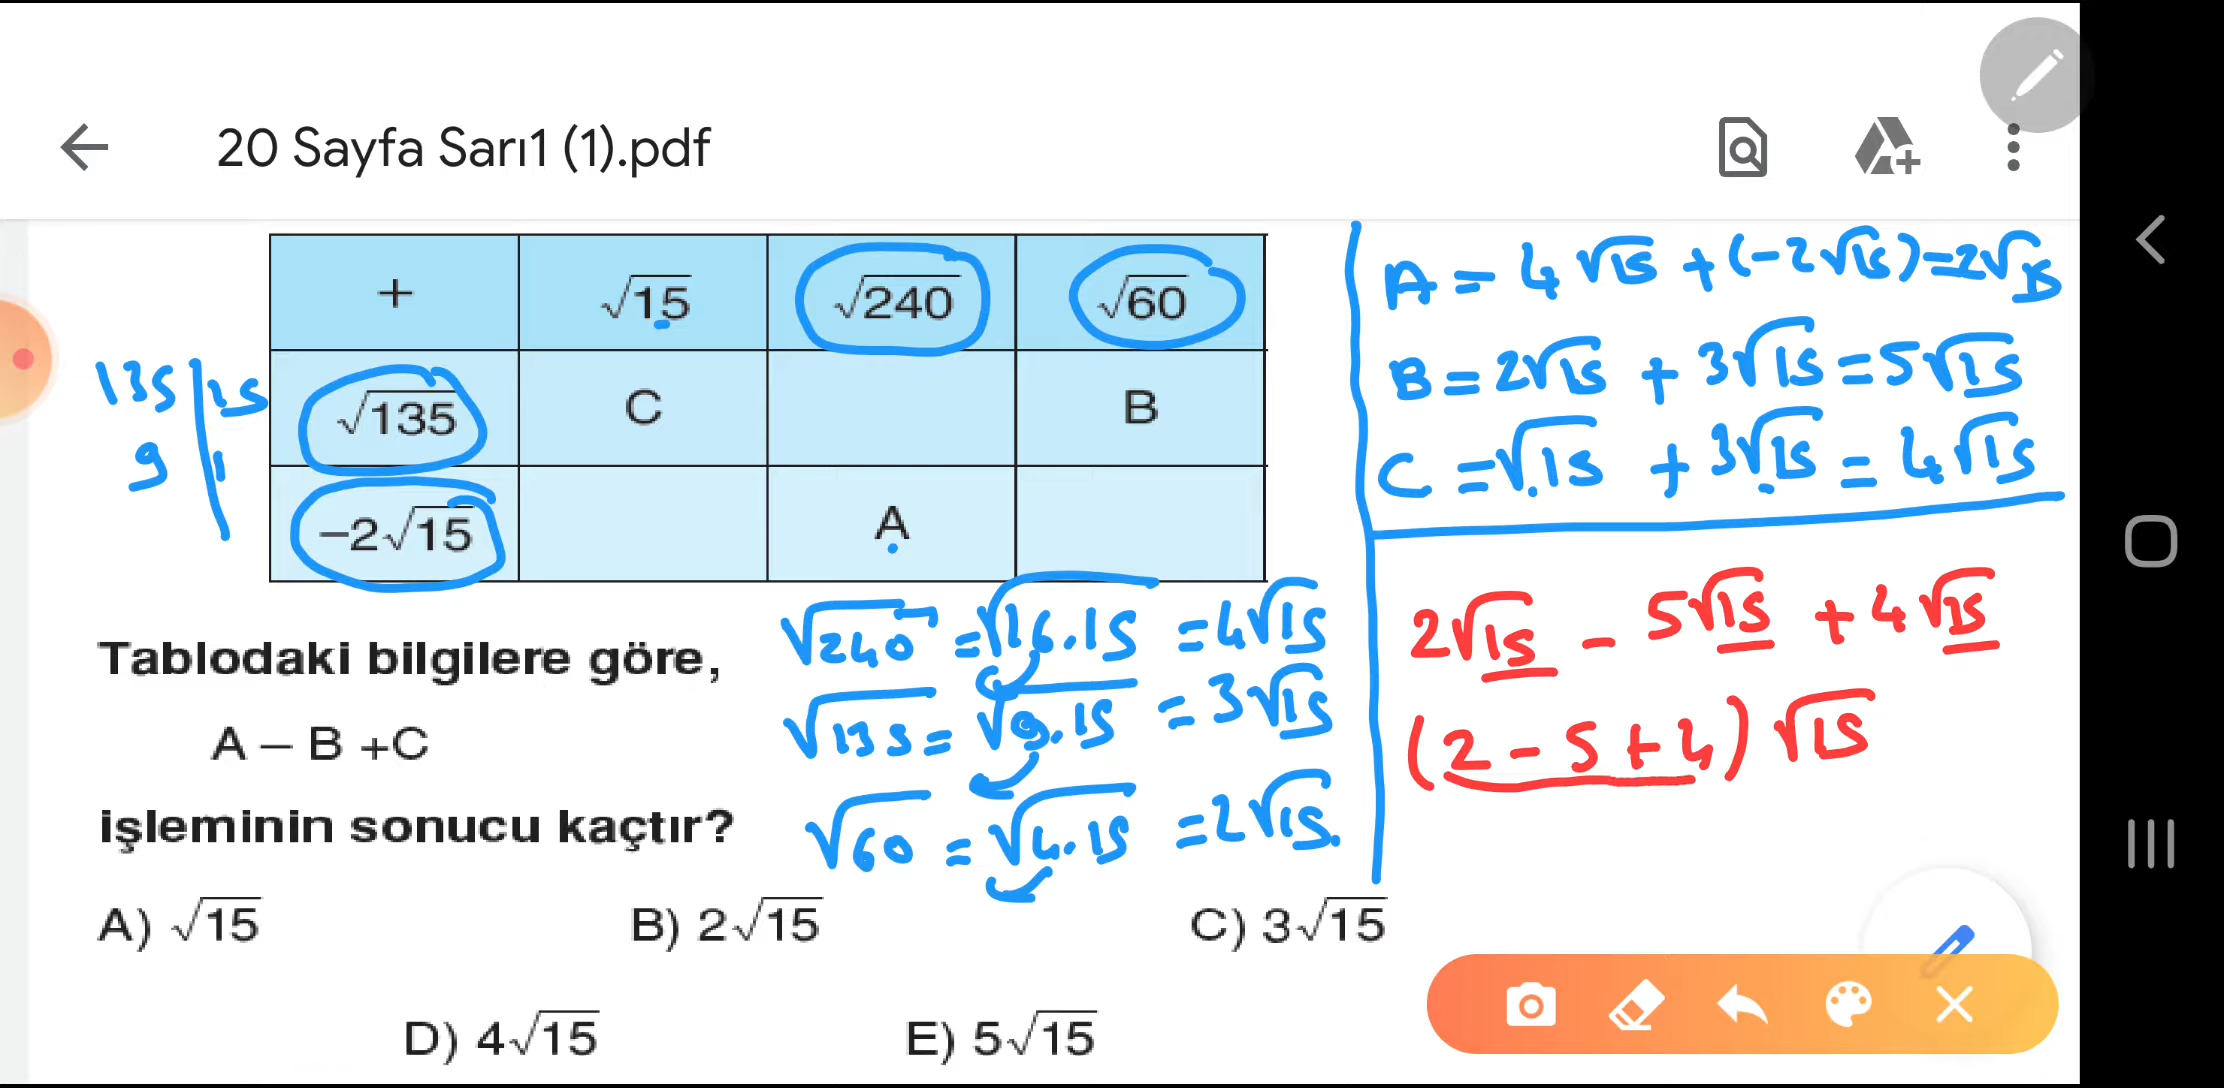 20 Sayfa Sarı1 (1).pdf
+ √15 √240 √60
√135 C B
−2√15 A
135 | 15
9 | 1
A = 4√15 + (−2√15) = 2√15
B = 2√15 + 3√15 = 5√15
C = √15 + 3√15 = 4√15
Tablodaki bilgilere göre,
A – B +C
işleminin sonucu kaçtır?
√240 = √16.15 = 4√15
√135 = √9.15 = 3√15
√60 = √4.15 = 2√15
2√15 − 5√15 + 4√15
(2 − 5 + 4) √15
A) √15 B) 2√15 C) 3√15
D) 4√15 E) 5√15